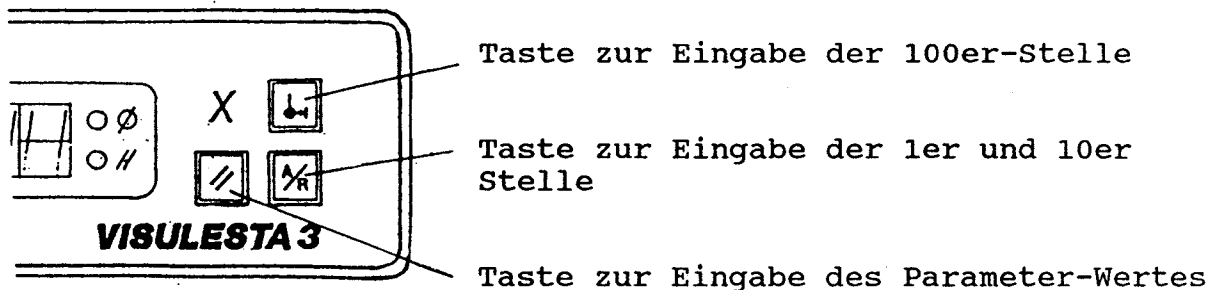 Taste zur Eingabe der 100er-Stelle
X
Ø
//
A/R
Taste zur Eingabe der 1er und 10er
Stelle
VISULESTA 3
Taste zur Eingabe des Parameter-Wertes